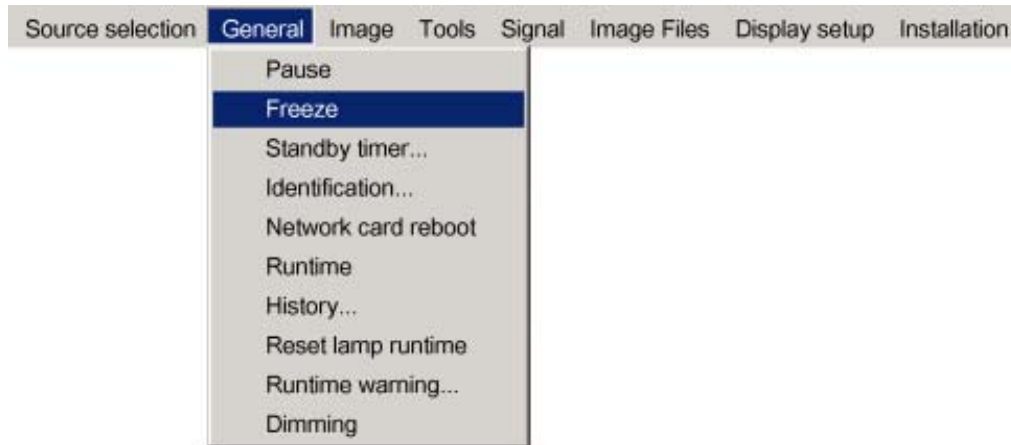 Source selection General Image Tools Signal Image Files Display setup Installation
Pause
Freeze
Standby timer...
Identification...
Network card reboot
Runtime
History...
Reset lamp runtime
Runtime warning...
Dimming